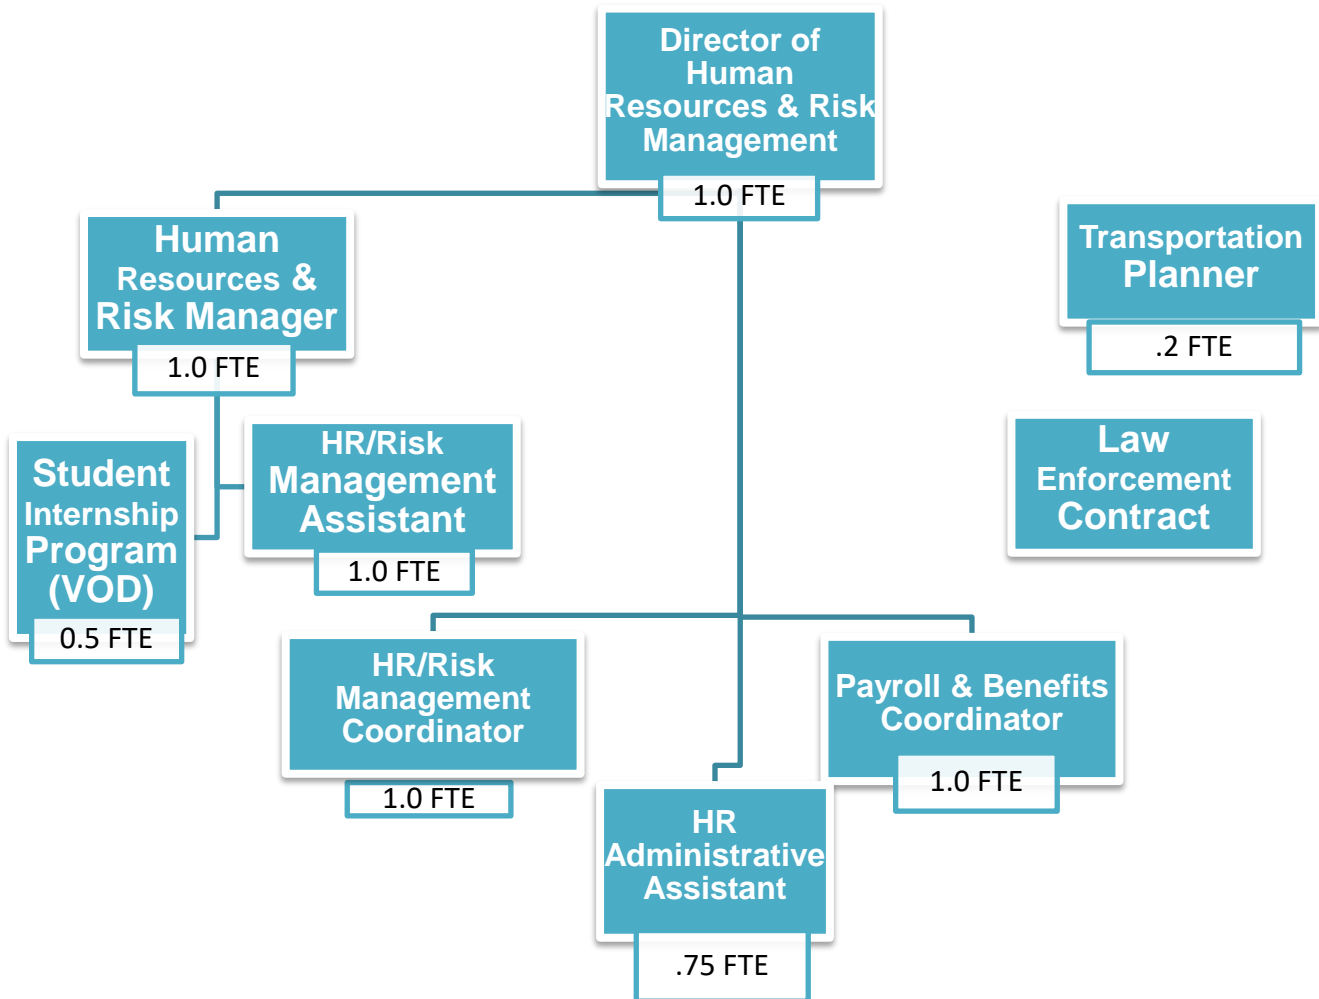 Director of
Human
Resources & Risk
Management
1.0 FTE
Human
Resources &
Risk Manager
1.0 FTE
Transportation
Planner
.2 FTE
Student
Internship
Program
(VOD)
0.5 FTE
HR/Risk
Management
Assistant
1.0 FTE
Law
Enforcement
Contract
HR/Risk
Management
Coordinator
1.0 FTE
HR
Administrative
Assistant
.75 FTE
Payroll & Benefits
Coordinator
1.0 FTE